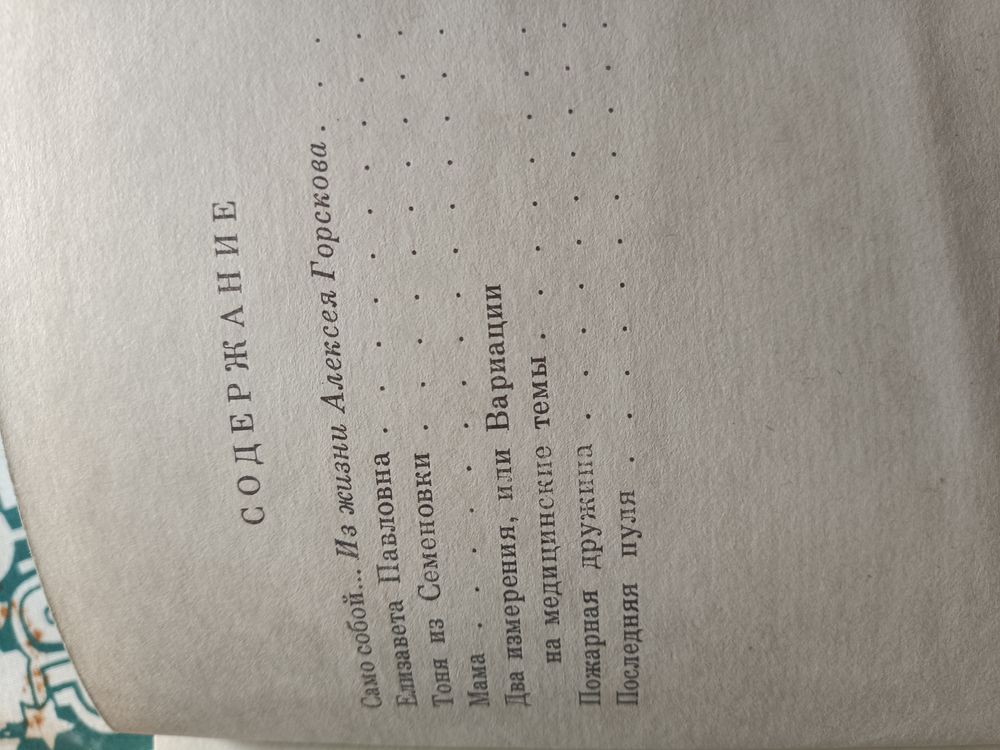 СОДЕРЖАНИЕ
Само собой... Из жизни Алексея Горскова . . .
Елизавета Павловна . . . . . . . . . .
Тоня из Семеновки . . . . . . . . . .
Мама . . . . . . . . . . . . . .
Два измерения, или Вариации
на медицинские темы . . . . . . . .
Пожарная дружина . . . . . . . . . .
Последняя пуля . . . . . . . . . . .